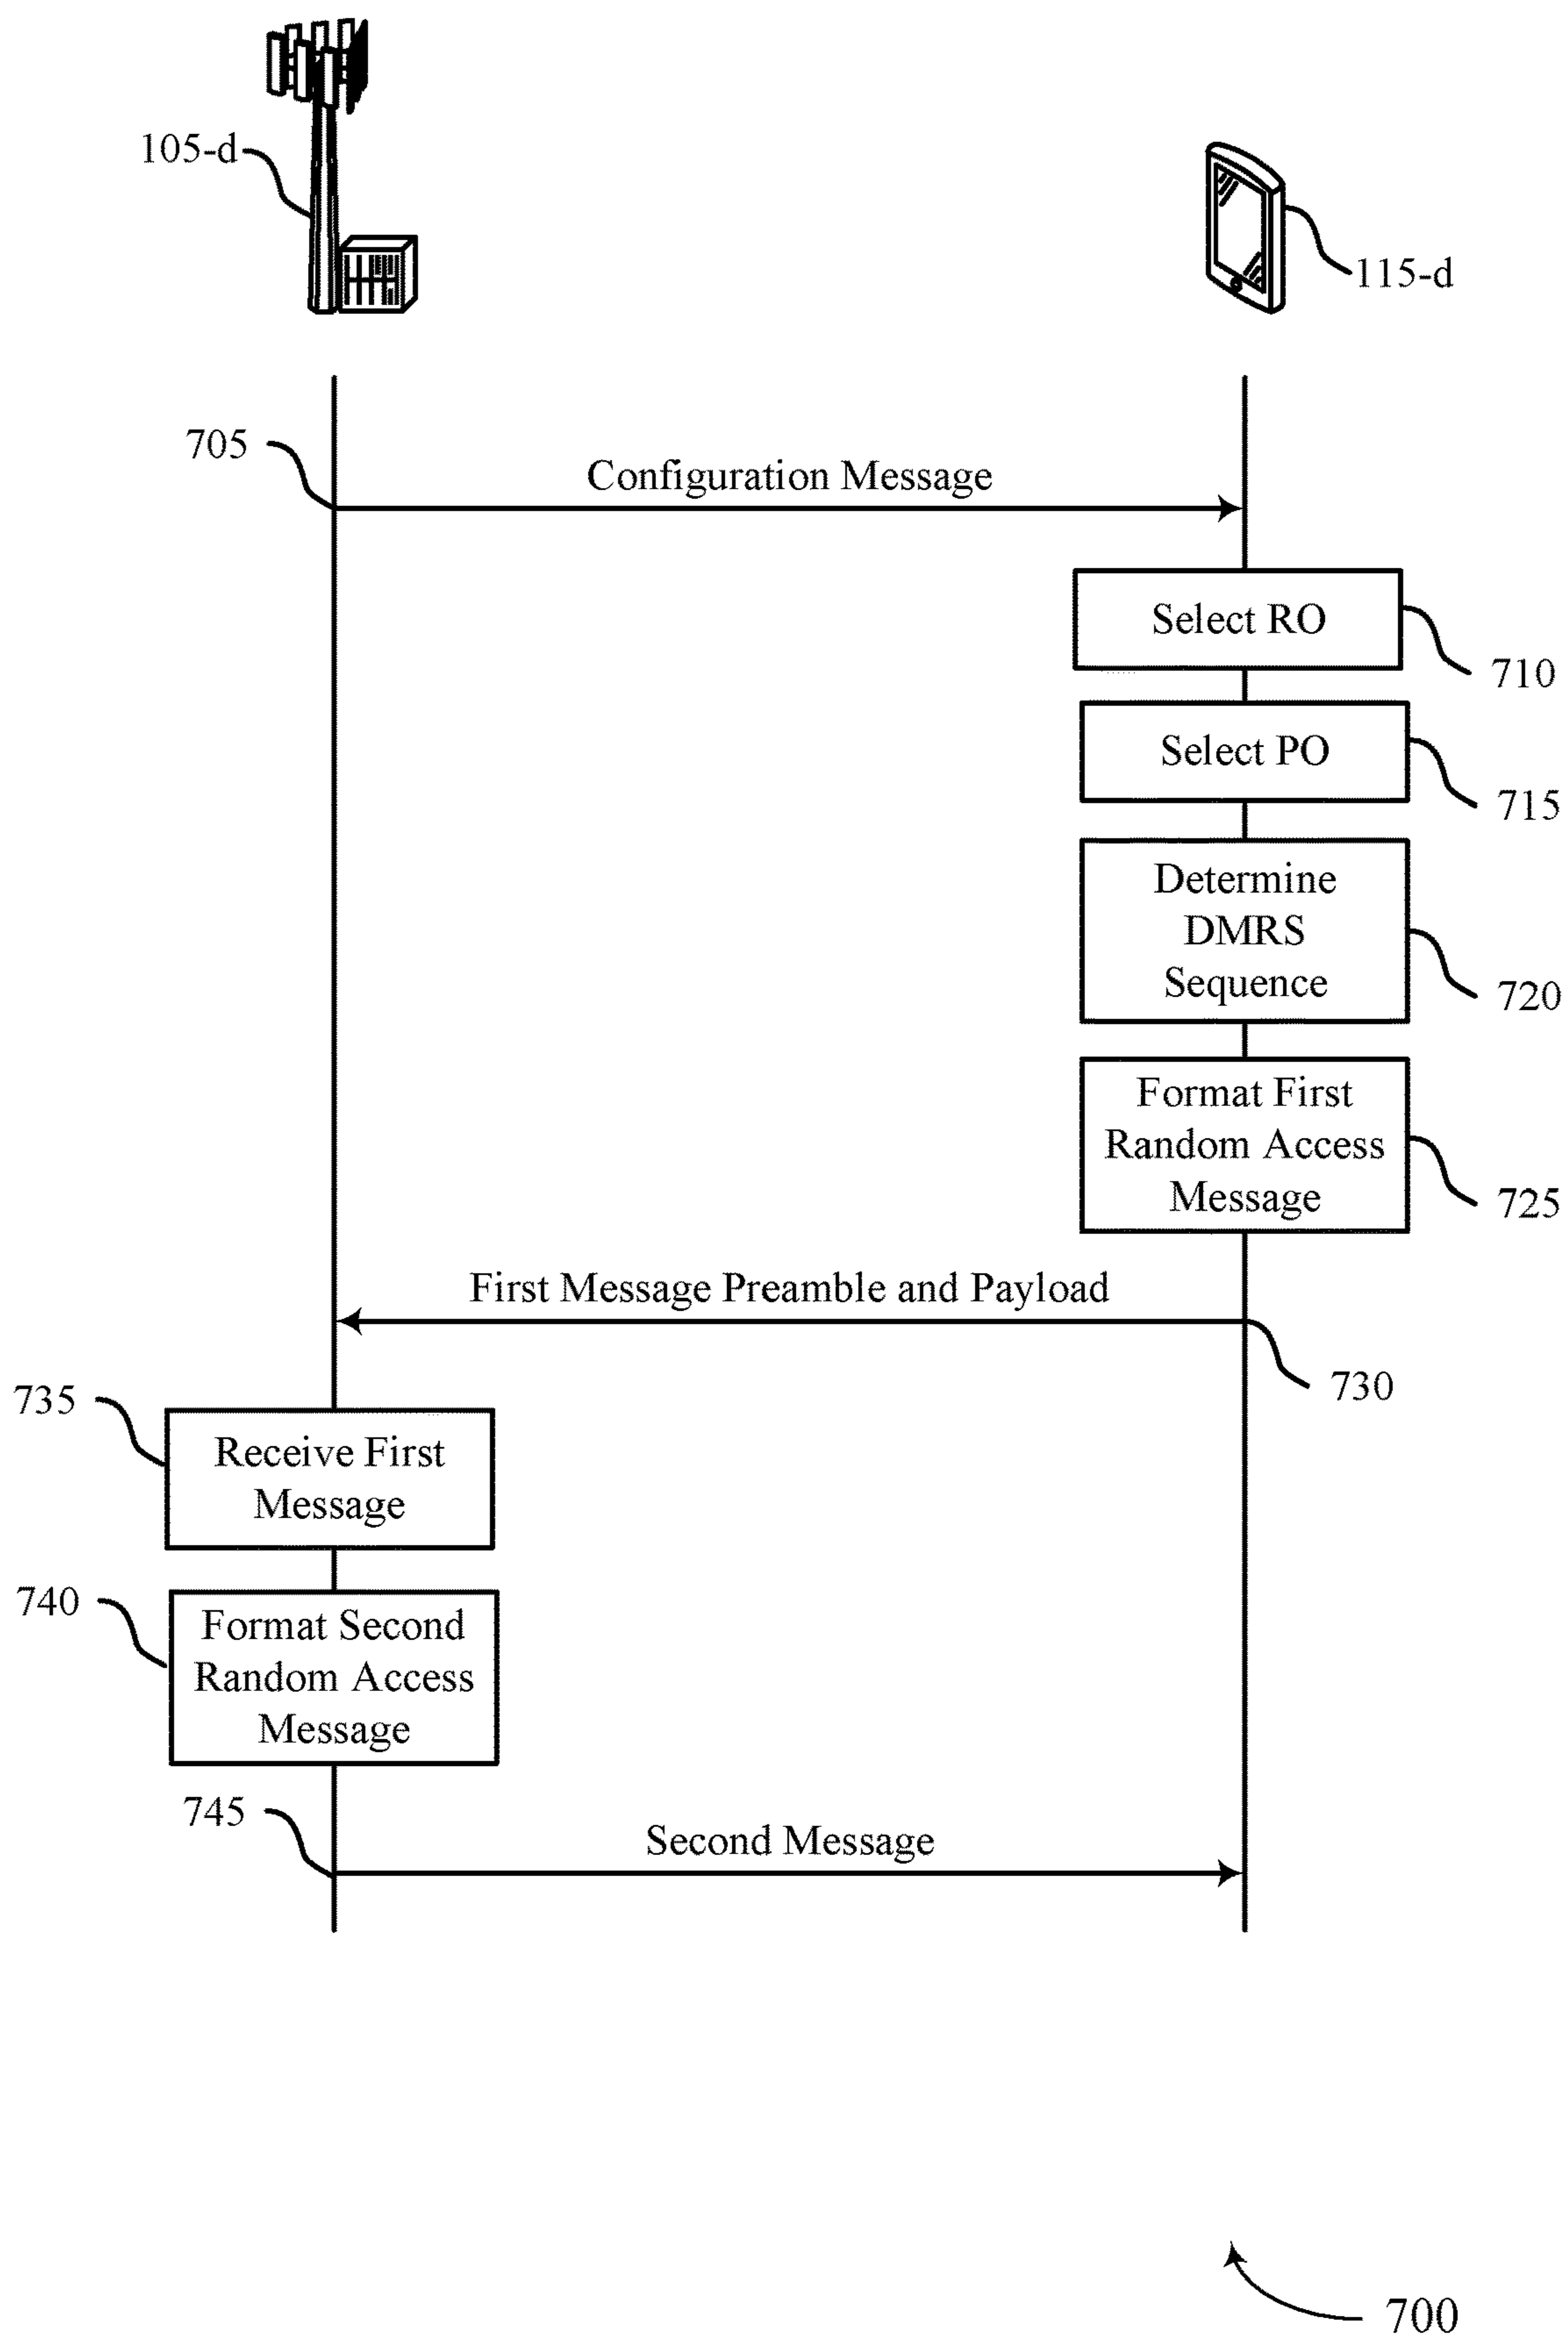 105-d
115-d
705
Configuration Message
Select RO
710
Select PO
715
Determine
DMRS
Sequence
720
Format First
Random Access
Message
725
First Message Preamble and Payload
730
735
Receive First
Message
740
Format Second
Random Access
Message
745
Second Message
700